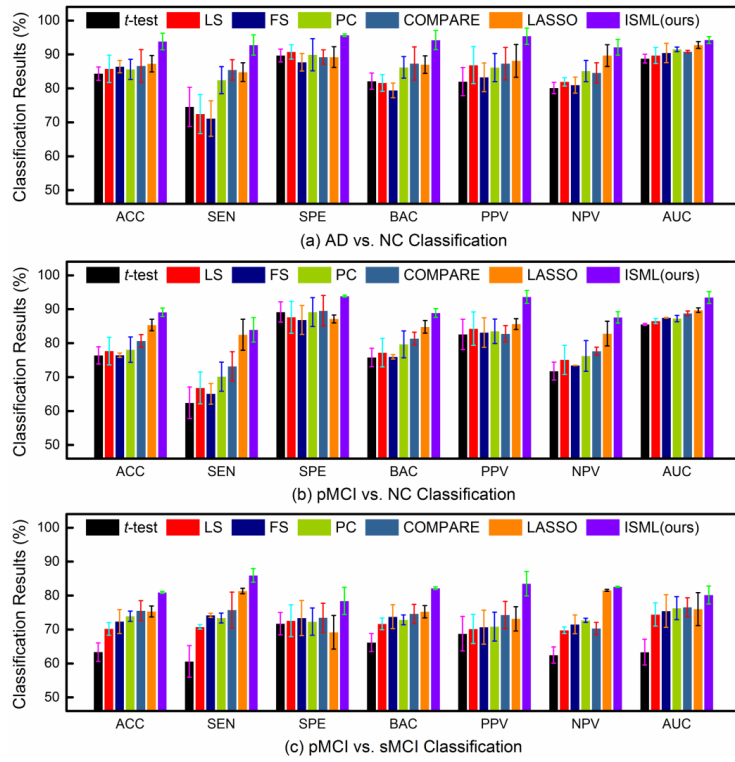 t-test LS FS PC COMPARE LASSO ISML(ours)
Classification Results (%)
100
90
80
70
60
50
ACC SEN SPE BAC PPV NPV AUC
(a) AD vs. NC Classification
t-test LS FS PC COMPARE LASSO ISML(ours)
Classification Results (%)
100
90
80
70
60
50
ACC SEN SPE BAC PPV NPV AUC
(b) pMCI vs. NC Classification
t-test LS FS PC COMPARE LASSO ISML(ours)
Classification Results (%)
100
90
80
70
60
50
ACC SEN SPE BAC PPV NPV AUC
(c) pMCI vs. sMCI Classification